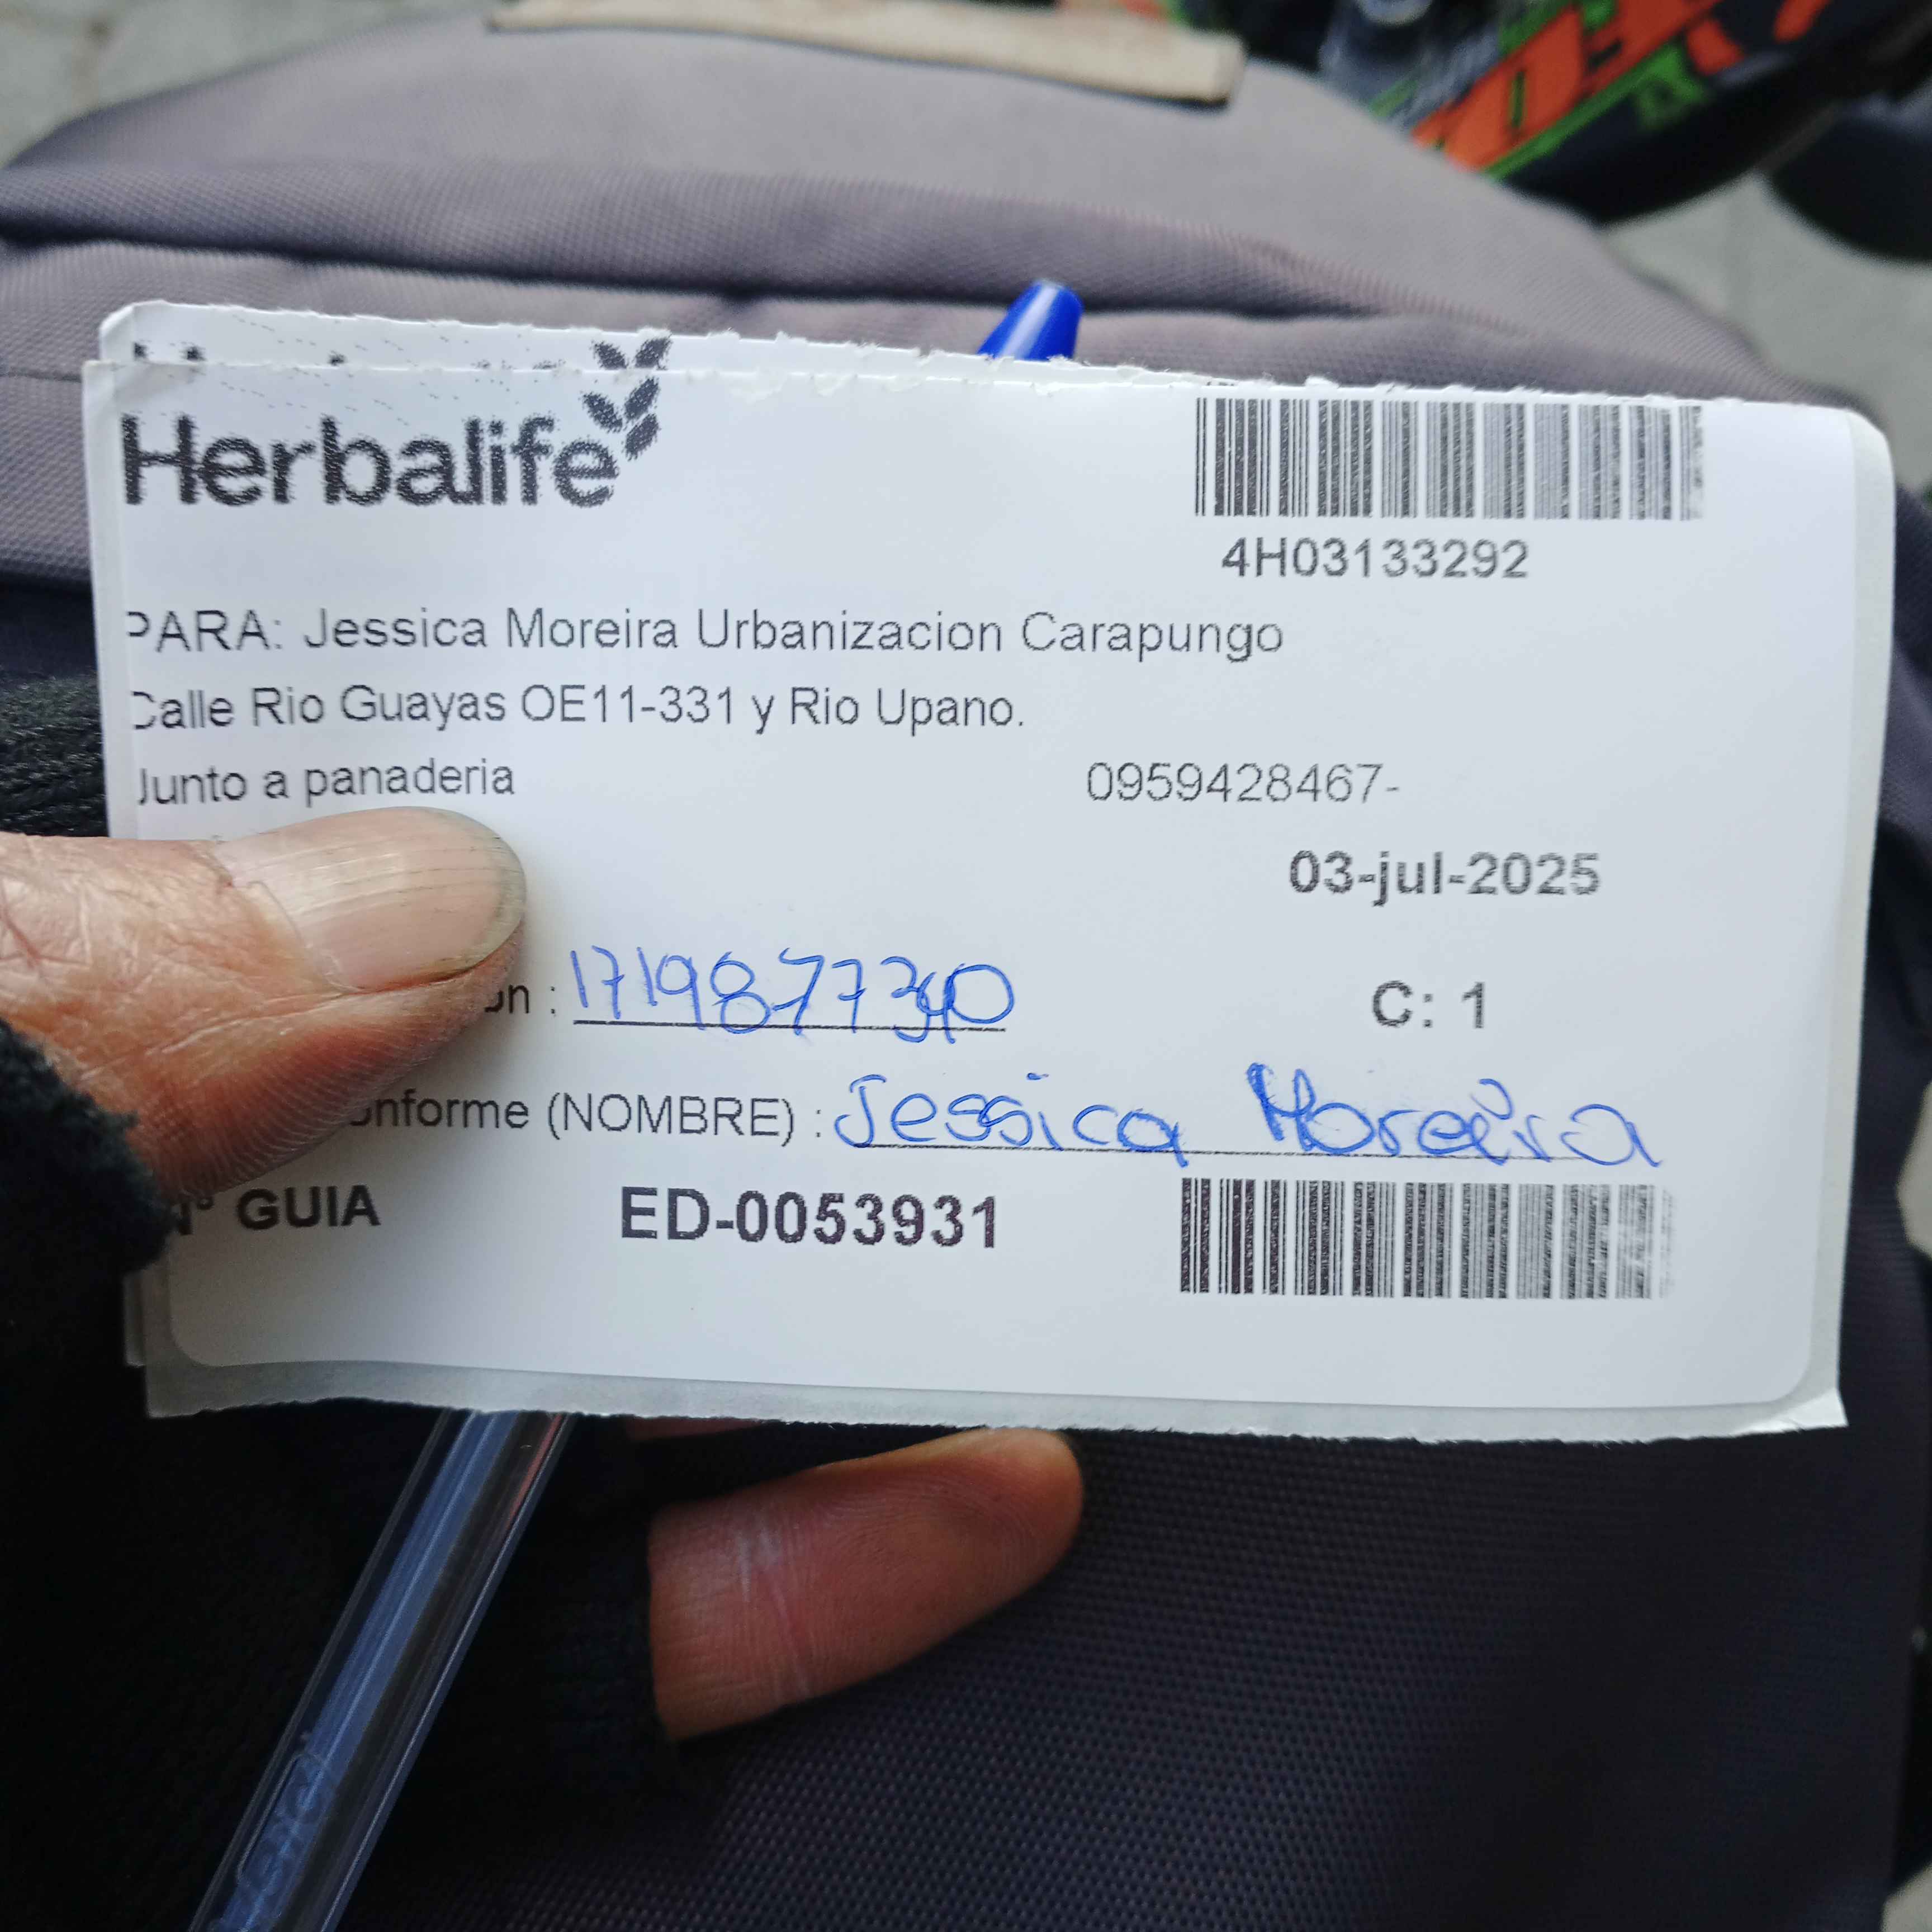 Herbalife
4H03133292
PARA: Jessica Moreira Urbanizacion Carapungo
Calle Rio Guayas OE11-331 y Rio Upano.
Junto a panaderia 0959428467-
03-jul-2025
on :
C: 1
onforme (NOMBRE) : Jessica Moreira
N° GUIA ED-0053931